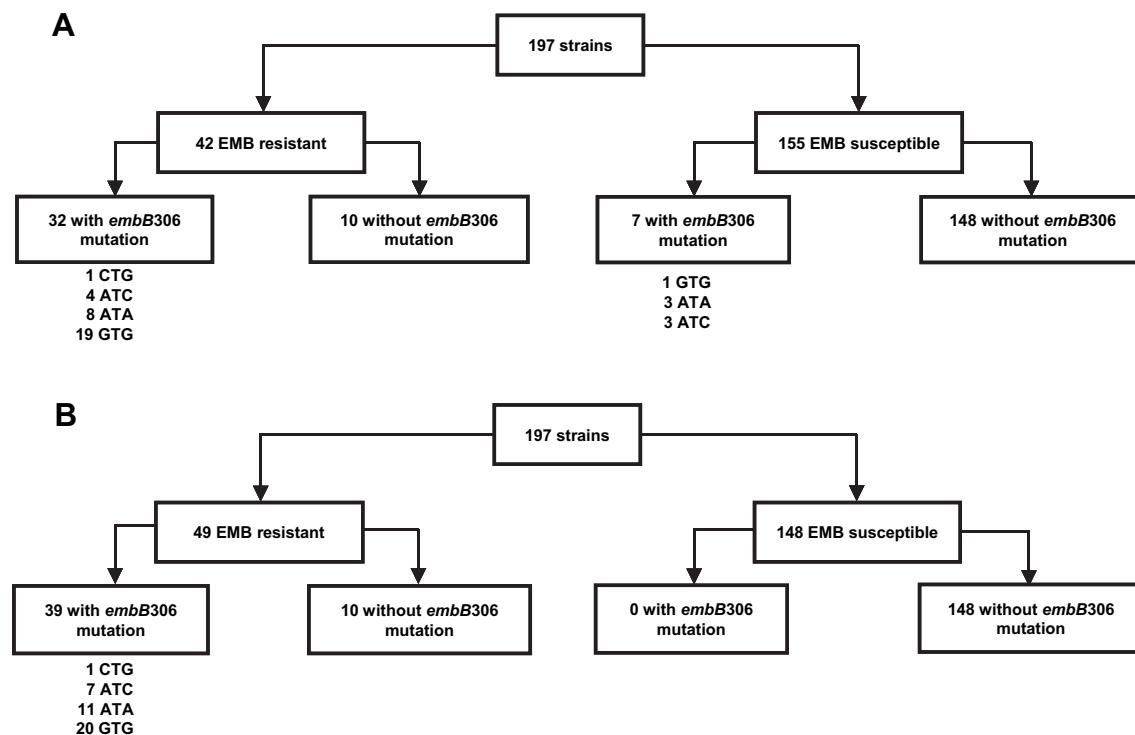 A
197 strains
42 EMB resistant
155 EMB susceptible
32 with embB306
mutation
10 without embB306
mutation
7 with embB306
mutation
148 without embB306
mutation
1 CTG
4 ATC
8 ATA
19 GTG
1 GTG
3 ATA
3 ATC
B
197 strains
49 EMB resistant
148 EMB susceptible
39 with embB306
mutation
10 without embB306
mutation
0 with embB306
mutation
148 without embB306
mutation
1 CTG
7 ATC
11 ATA
20 GTG